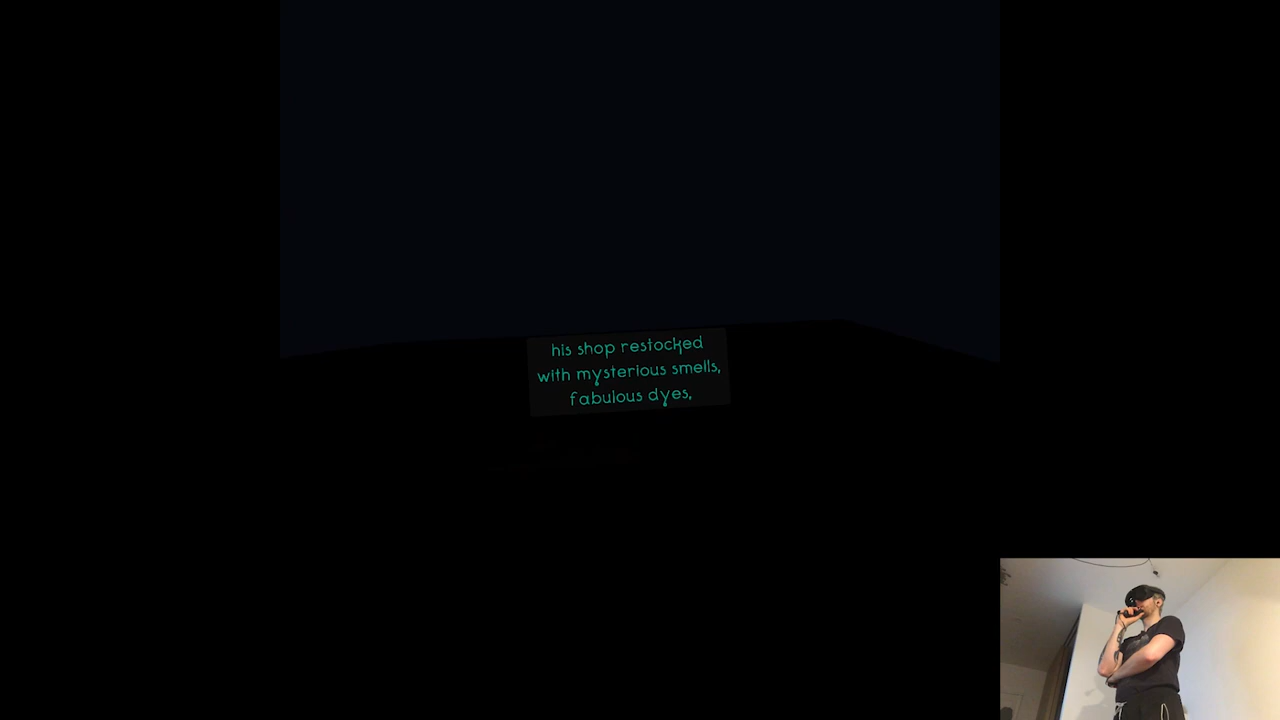 his shop restocked
with mysterious smells,
fabulous dyes,